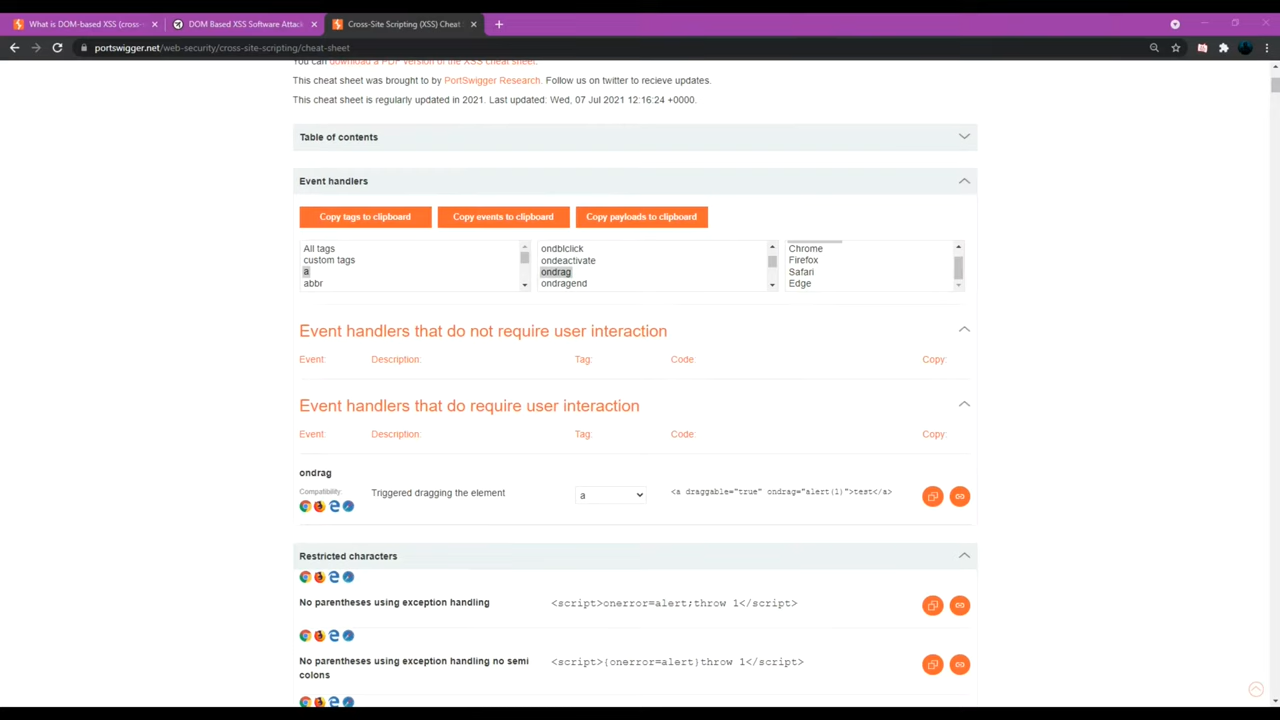 What is DOM-based XSS (cross-s
DOM Based XSS Software Attack
Cross-Site Scripting (XSS) Cheat
portswigger.net/web-security/cross-site-scripting/cheat-sheet
You can download a PDF version of the XSS cheat sheet.
This cheat sheet was brought to by PortSwigger Research. Follow us on twitter to recieve updates.
This cheat sheet is regularly updated in 2021. Last updated: Wed, 07 Jul 2021 12:16:24 +0000.
Table of contents
Event handlers
Copy tags to clipboard
Copy events to clipboard
Copy payloads to clipboard
All tags
custom tags
a
abbr
ondblclick
ondeactivate
ondrag
ondragend
Chrome
Firefox
Safari
Edge
Event handlers that do not require user interaction
Event: Description: Tag: Code: Copy:
Event handlers that do require user interaction
Event: Description: Tag: Code: Copy:
ondrag
Compatibility:
Triggered dragging the element
a
<a draggable="true" ondrag="alert(1)">test</a>
Restricted characters
No parentheses using exception handling
<script>onerror=alert;throw 1</script>
No parentheses using exception handling no semi
colons
<script>{onerror=alert}throw 1</script>